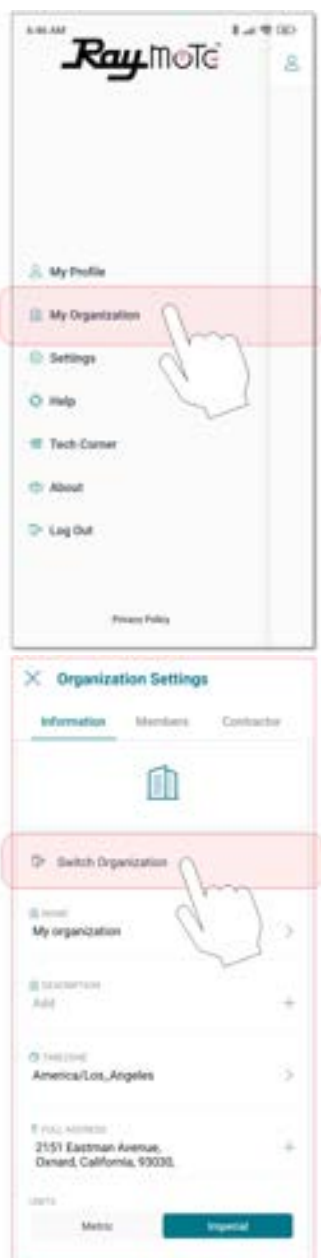 Raymote
My Profile
My Organization
Settings
Help
Tech Corner
About
Log Out
Privacy Policy
Organization Settings
Information Members Contractor
Switch Organization
NAME
My organization
DESCRIPTION
Add
TIMEZONE
America/Los_Angeles
FULL ADDRESS
2151 Eastman Avenue,
Oxnard, California, 93030,
UNITS
Metric Imperial